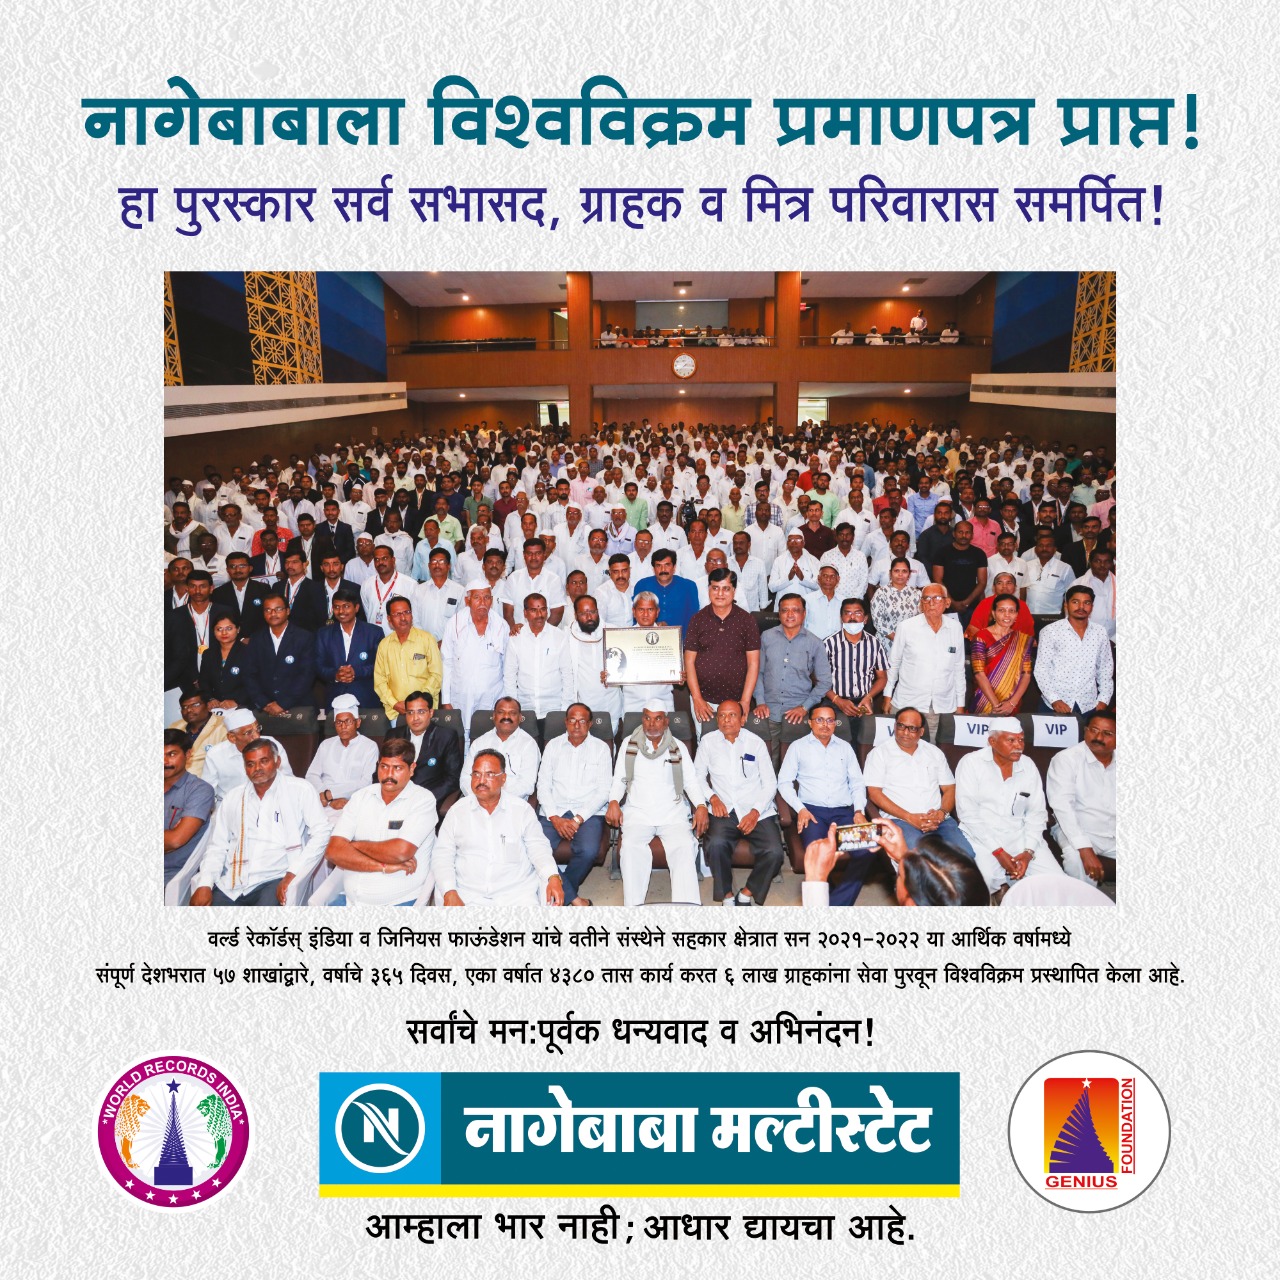 नागेबाबाला विश्वविक्रम प्रमाणपत्र प्राप्त!
हा पुरस्कार सर्व सभासद, ग्राहक व मित्र परिवारास समर्पित!
VIP
VIP
वर्ल्ड रेकॉर्डस् इंडिया व जिनियस फाऊंडेशन यांचे वतीने संस्थेने सहकार क्षेत्रात सन २०२१-२०२२ या आर्थिक वर्षामध्ये
संपूर्ण देशभरात ५७ शाखांद्वारे, वर्षाचे ३६५ दिवस, एका वर्षात ४३८० तास कार्य करत ६ लाख ग्राहकांना सेवा पुरवून विश्वविक्रम प्रस्थापित केला आहे.
सर्वांचे मन:पूर्वक धन्यवाद व अभिनंदन!
WORLD RECORDS INDIA
नागेबाबा मल्टीस्टेट
GENIUS
FOUNDATION
आम्हाला भार नाही; आधार द्यायचा आहे.